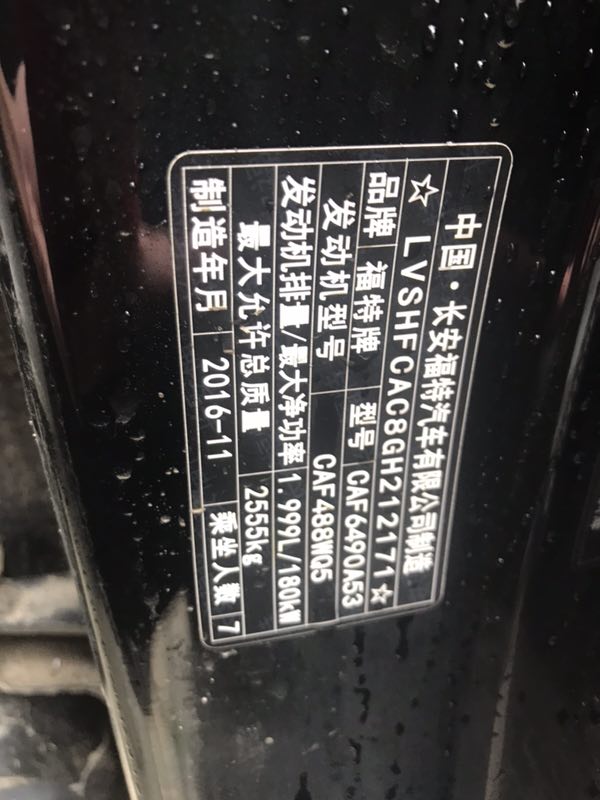 中国·长安福特汽车有限公司制造
☆LVSHFCAC8GH212171☆
品牌 福特牌 型号 CAF6490A53
发动机型号 CAF488WQ5
发动机排量/最大净功率 1.999L/180kW
最大允许总质量 2555kg
制造年月 2016-11 乘坐人数 7